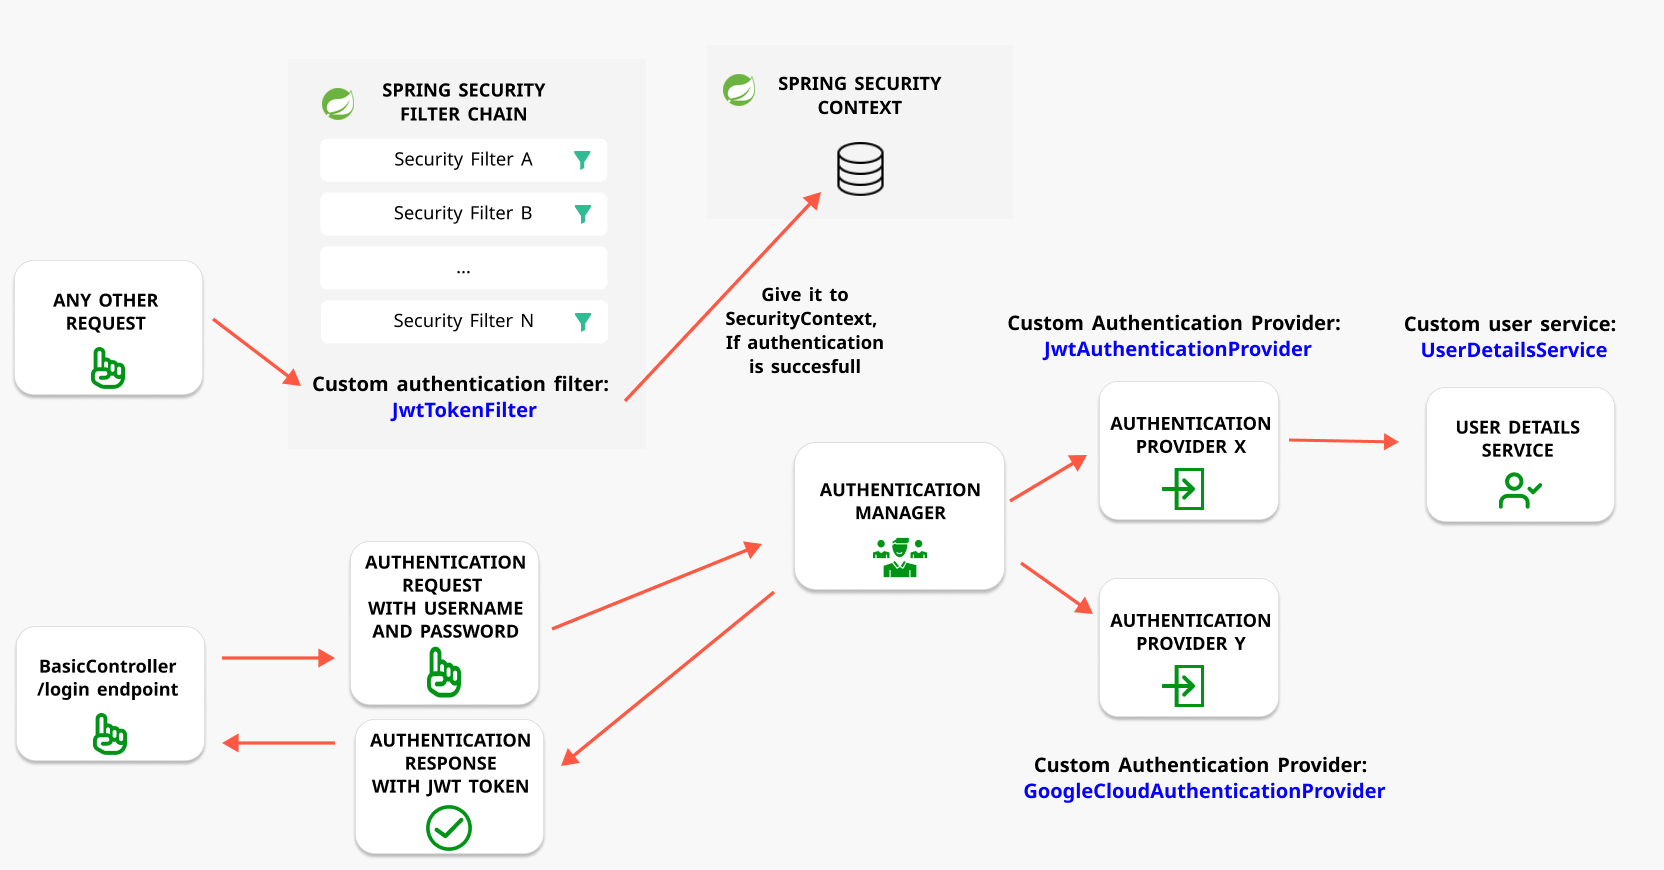 SPRING SECURITY
FILTER CHAIN
Security Filter A
Security Filter B
...
Security Filter N
Custom authentication filter:
JwtTokenFilter
SPRING SECURITY
CONTEXT
ANY OTHER
REQUEST
Give it to
SecurityContext,
If authentication
is succesfull
Custom Authentication Provider:
JwtAuthenticationProvider
Custom user service:
UserDetailsService
AUTHENTICATION
PROVIDER X
USER DETAILS
SERVICE
AUTHENTICATION
MANAGER
AUTHENTICATION
REQUEST
WITH USERNAME
AND PASSWORD
AUTHENTICATION
PROVIDER Y
BasicController
/login endpoint
AUTHENTICATION
RESPONSE
WITH JWT TOKEN
Custom Authentication Provider:
GoogleCloudAuthenticationProvider